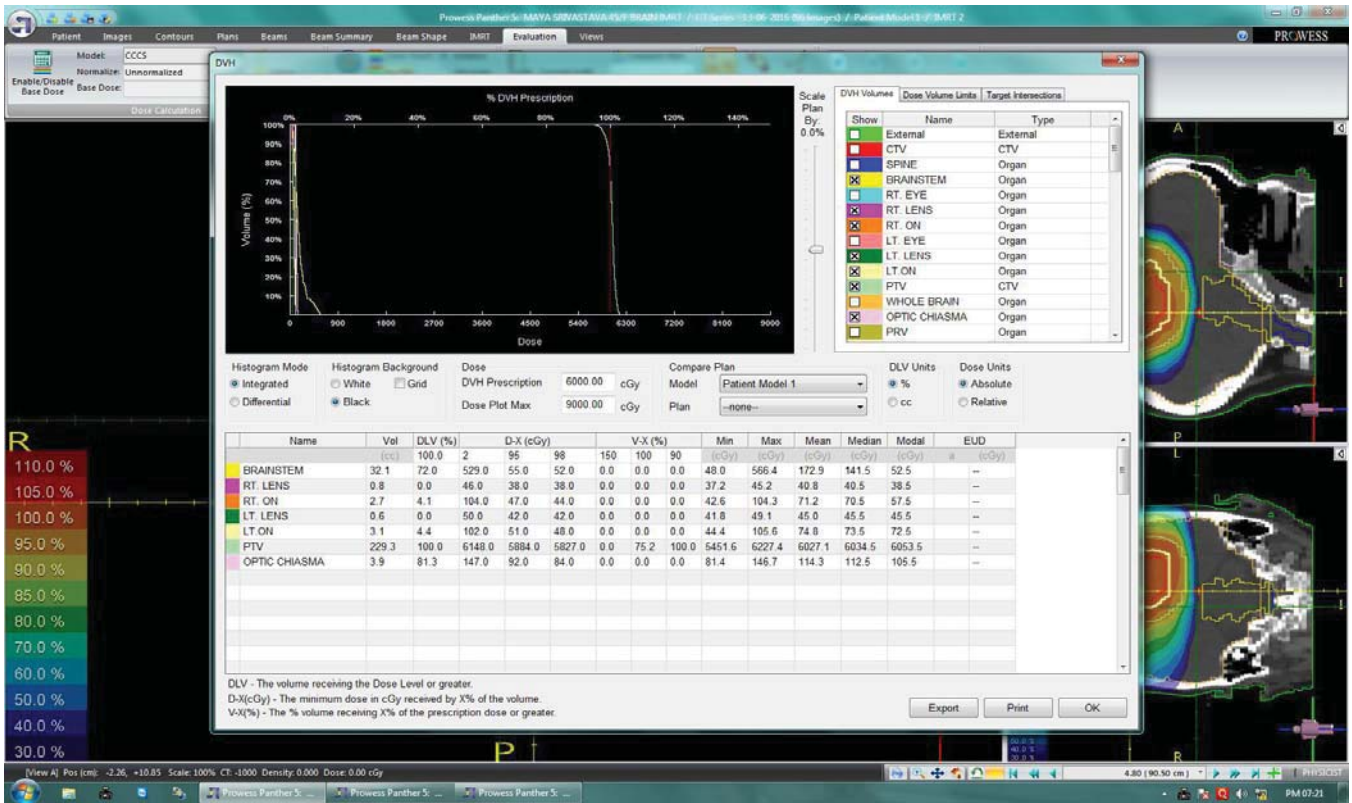 Prowess Panther 5: MAYA SRIVASTAVA 45/F BRAIN IMRT
IMRT 2
Patient Images Contours Plans Beams Beam Summary Beam Shape IMRT Evaluation Views
PROWESS
Enable/Disable Base Dose
Model: CCCS
Normalize: Unnormalized
Base Dose:
Dose Calculation
DVH
% DVH Prescription
0% 20% 40% 60% 80% 100% 120% 140%
100%
90%
80%
70%
60%
50%
40%
30%
20%
10%
Volume (%)
0 900 1800 2700 3600 4500 5400 6300 7200 8100 9000
Dose
Scale
Plan
By:
0.0%
DVH Volumes Dose Volume Limits Target Intersections
Show Name Type
External External
CTV CTV
SPINE Organ
BRAINSTEM Organ
RT. EYE Organ
RT. LENS Organ
RT. ON Organ
LT. EYE Organ
LT. LENS Organ
LT.ON Organ
PTV CTV
WHOLE BRAIN Organ
OPTIC CHIASMA Organ
PRV Organ
Histogram Mode
Integrated
Differential
Histogram Background
White Grid
Black
Dose
DVH Prescription 6000.00 cGy
Dose Plot Max 9000.00 cGy
Compare Plan
Model Patient Model 1
Plan --none--
DLV Units
%
cc
Dose Units
Absolute
Relative
Name Vol DLV (%) D-X (cGy) V-X (%) Min Max Mean Median Modal EUD
(cc) 100.0 2 95 98 150 100 90 (cGy) (cGy) (cGy) (cGy) (cGy) a (cGy)
BRAINSTEM 32.1 72.0 529.0 55.0 52.0 0.0 0.0 0.0 48.0 566.4 172.9 141.5 52.5 --
RT. LENS 0.8 0.0 46.0 38.0 38.0 0.0 0.0 0.0 37.2 45.2 40.8 40.5 38.5 --
RT. ON 2.7 4.1 104.0 47.0 44.0 0.0 0.0 0.0 42.6 104.3 71.2 70.5 57.5 --
LT. LENS 0.6 0.0 50.0 42.0 42.0 0.0 0.0 0.0 41.8 49.1 45.0 45.5 45.5 --
LT.ON 3.1 4.4 102.0 51.0 48.0 0.0 0.0 0.0 44.4 105.6 74.8 73.5 72.5 --
PTV 229.3 100.0 6148.0 5884.0 5827.0 0.0 75.2 100.0 5451.6 6227.4 6027.1 6034.5 6053.5 --
OPTIC CHIASMA 3.9 81.3 147.0 92.0 84.0 0.0 0.0 0.0 81.4 146.7 114.3 112.5 105.5 --
DLV - The volume receiving the Dose Level or greater.
D-X(cGy) - The minimum dose in cGy received by X% of the volume.
V-X(%) - The % volume receiving X% of the prescription dose or greater.
Export Print OK
R
110.0 %
105.0 %
100.0 %
95.0 %
90.0 %
85.0 %
80.0 %
70.0 %
60.0 %
50.0 %
40.0 %
30.0 %
P
A
I
P
L
I
R
[View A] Pos (cm): -2.26, +10.85 Scale: 100% CT: -1000 Density: 0.000 Dose: 0.00 cGy
4.80 (90.50 cm)
PHYSICIST
Prowess Panther 5: ...
Prowess Panther 5: ...
Prowess Panther 5: ...
PM 07:21